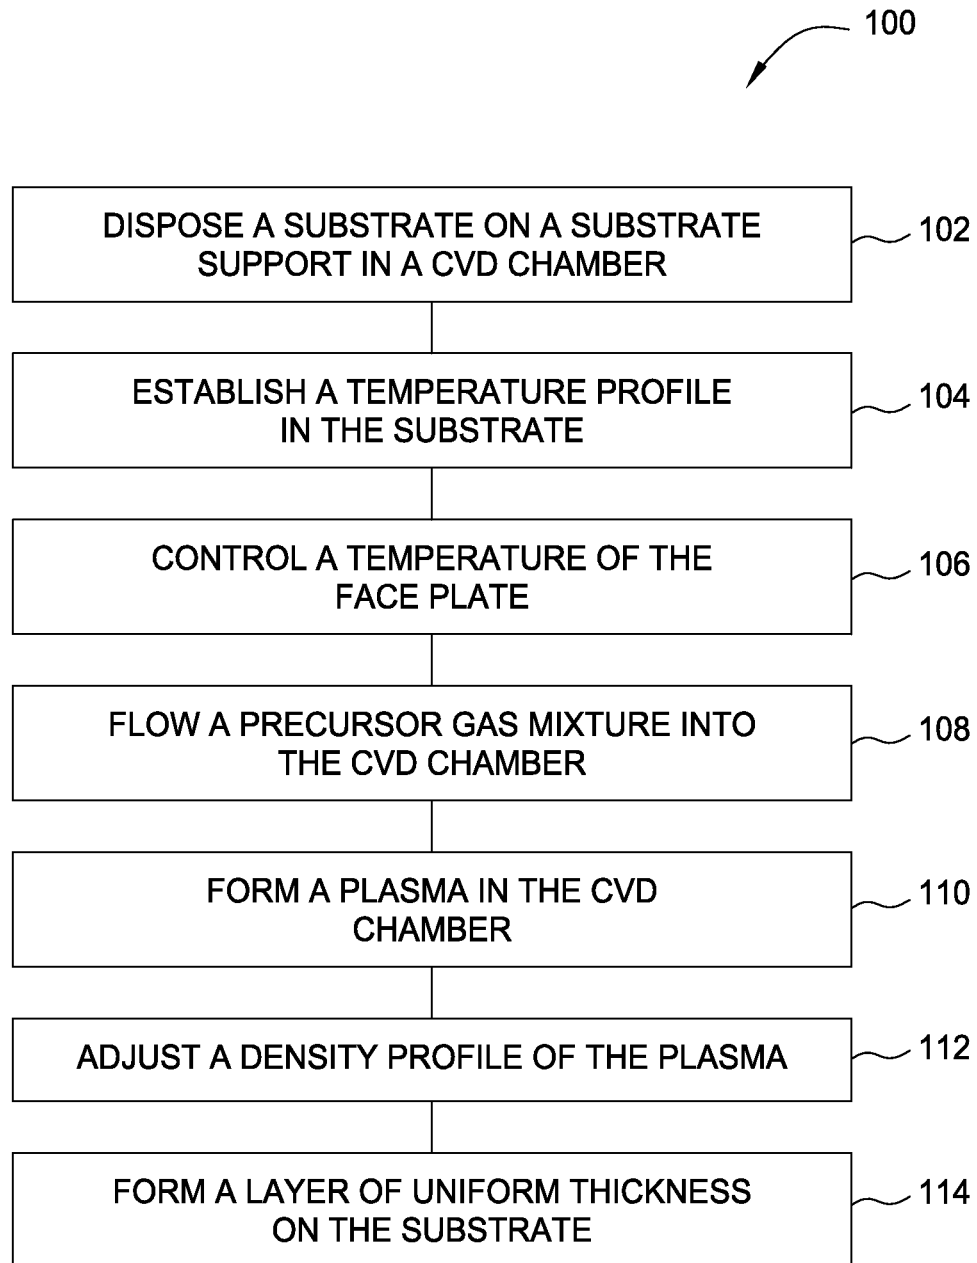 100
DISPOSE A SUBSTRATE ON A SUBSTRATE
SUPPORT IN A CVD CHAMBER
102
ESTABLISH A TEMPERATURE PROFILE
IN THE SUBSTRATE
104
CONTROL A TEMPERATURE OF THE
FACE PLATE
106
FLOW A PRECURSOR GAS MIXTURE INTO
THE CVD CHAMBER
108
FORM A PLASMA IN THE CVD
CHAMBER
110
ADJUST A DENSITY PROFILE OF THE PLASMA
112
FORM A LAYER OF UNIFORM THICKNESS
ON THE SUBSTRATE
114